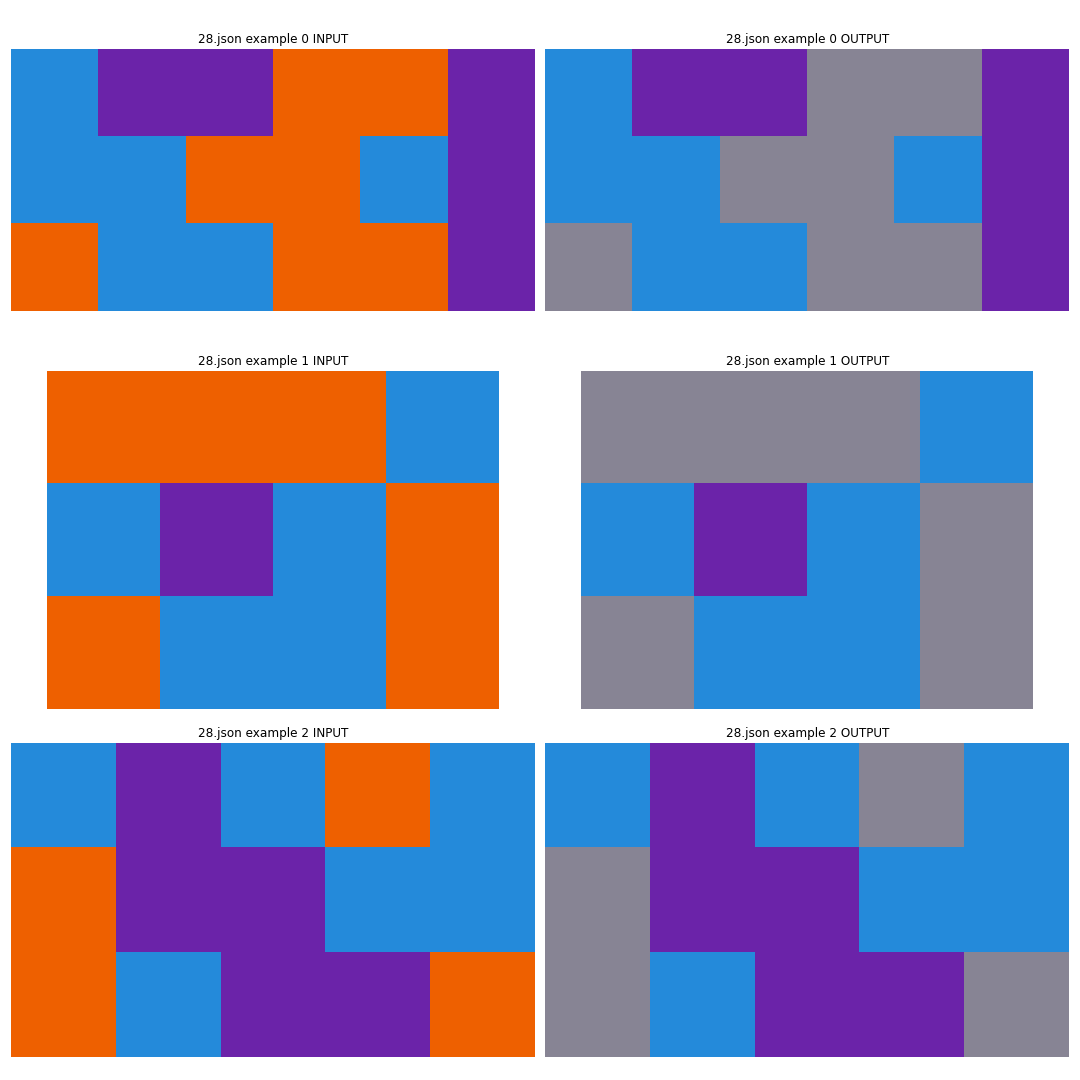 28.json example 0 INPUT
28.json example 0 OUTPUT
28.json example 1 INPUT
28.json example 1 OUTPUT
28.json example 2 INPUT
28.json example 2 OUTPUT